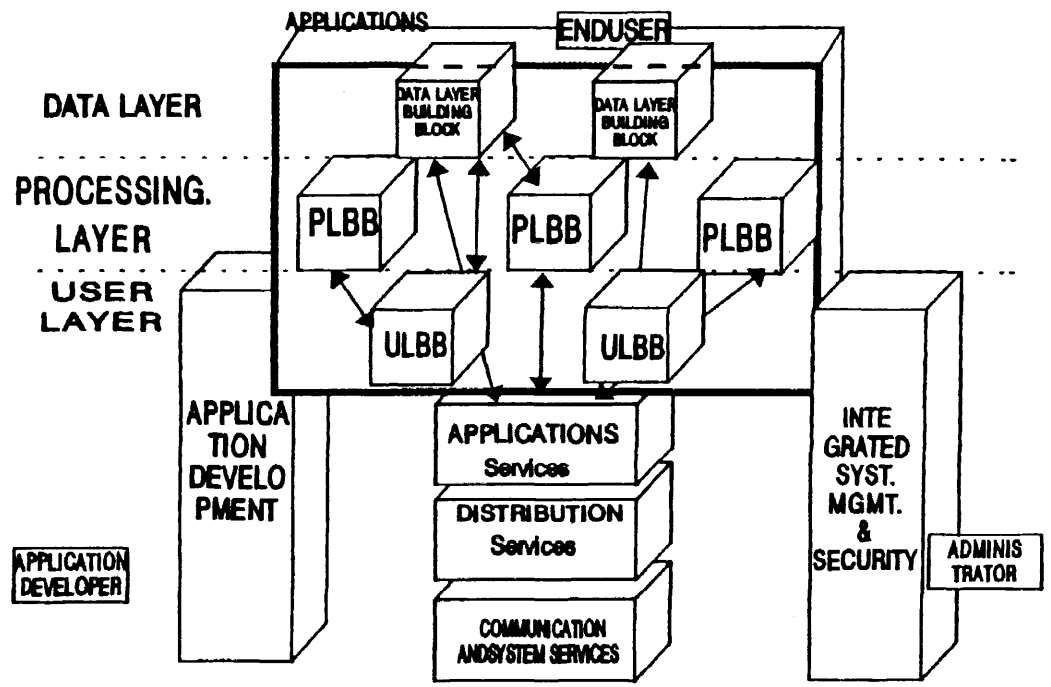 APPLICATIONS
ENDUSER
DATA LAYER
DATA LAYER
BUILDING
BLOCK
DATA LAYER
BUILDING
BLOCK
PROCESSING.
LAYER
PLBB
PLBB
PLBB
USER
LAYER
ULBB
ULBB
APPLICA
TION
DEVELO
PMENT
APPLICATIONS
Services
DISTRIBUTION
Services
COMMUNICATION
ANDSYSTEM SERVICES
INTE
GRATED
SYST.
MGMT.
&
SECURITY
APPLICATION
DEVELOPER
ADMINIS
TRATOR